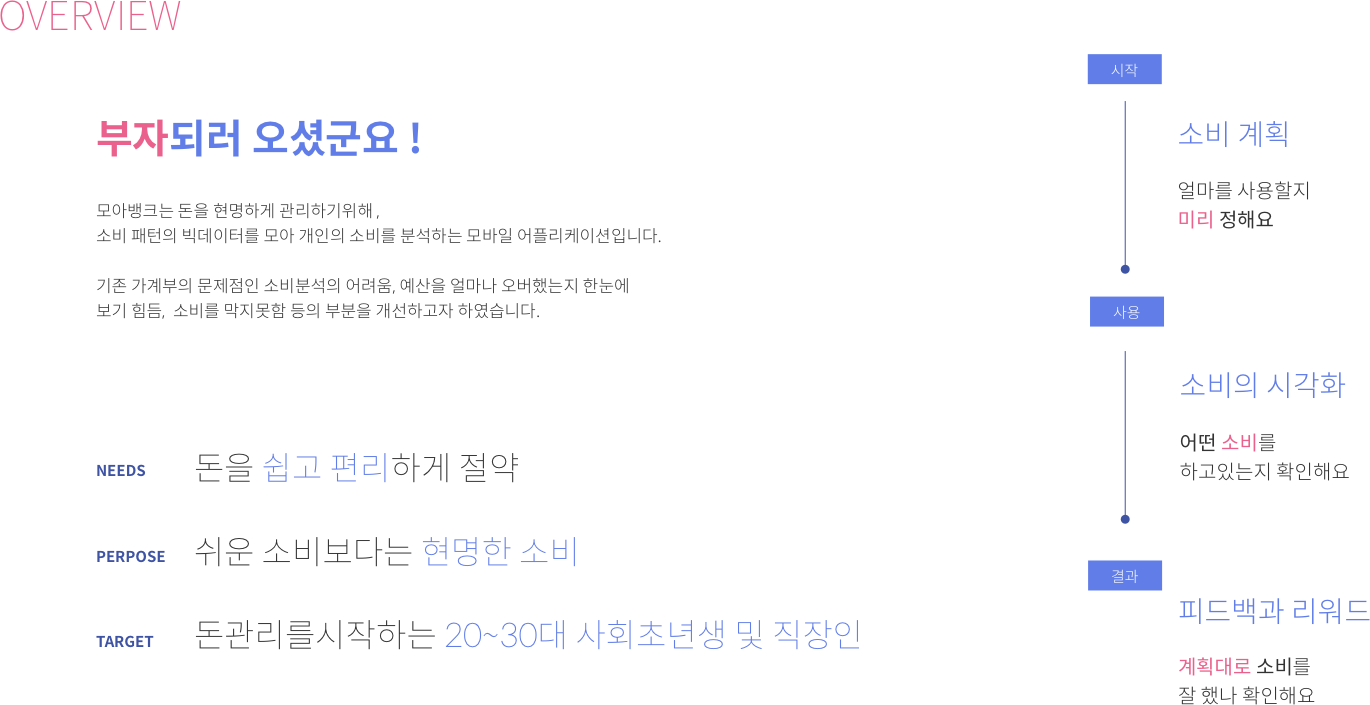 OVERVIEW
부자되러 오셨군요 !
모아뱅크는 돈을 현명하게 관리하기위해 ,
소비 패턴의 빅데이터를 모아 개인의 소비를 분석하는 모바일 어플리케이션입니다.
기존 가계부의 문제점인 소비분석의 어려움, 예산을 얼마나 오버했는지 한눈에
보기 힘듬, 소비를 막지못함 등의 부분을 개선하고자 하였습니다.
NEEDS 돈을 쉽고 편리하게 절약
PERPOSE 쉬운 소비보다는 현명한 소비
TARGET 돈관리를시작하는 20~30대 사회초년생 및 직장인
시작
소비 계획
얼마를 사용할지
미리 정해요
사용
소비의 시각화
어떤 소비를
하고있는지 확인해요
결과
피드백과 리워드
계획대로 소비를
잘 했나 확인해요